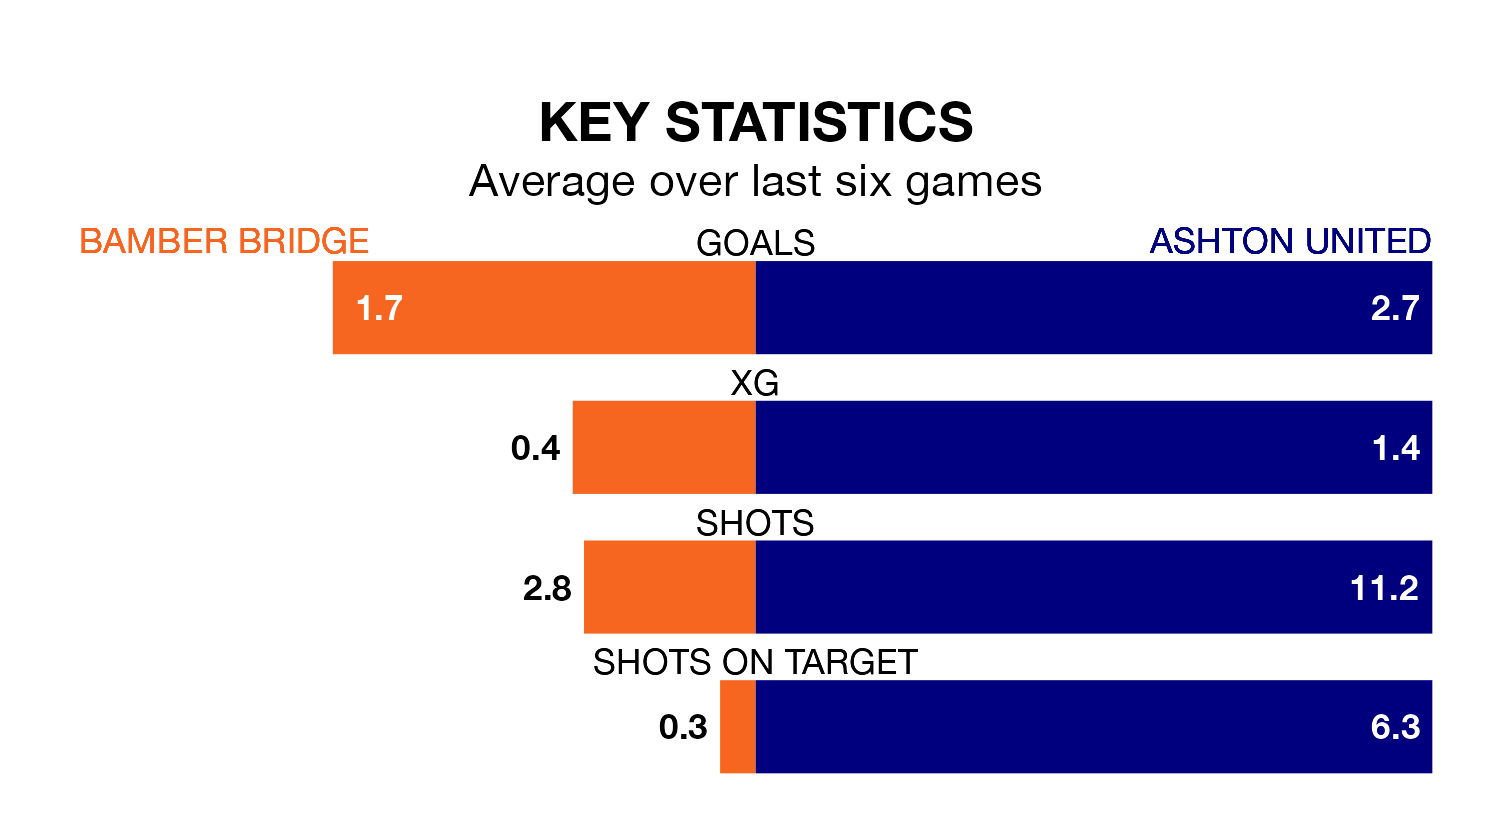 KEY STATISTICS
Average over last six games
BAMBER BRIDGE
GOALS
ASHTON UNITED
1.7
2.7
XG
0.4
1.4
SHOTS
2.8
11.2
SHOTS ON TARGET
0.3
6.3